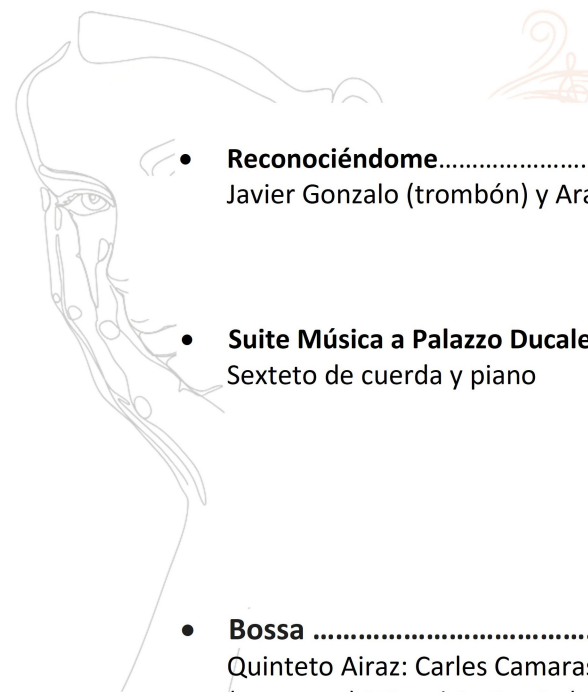 • Reconociéndome......................
Javier Gonzalo (trombón) y
• Suite Música a Palazzo Ducale
Sexteto de cuerda y piano
• Bossa .....................................
Quinteto Airaz: Carles